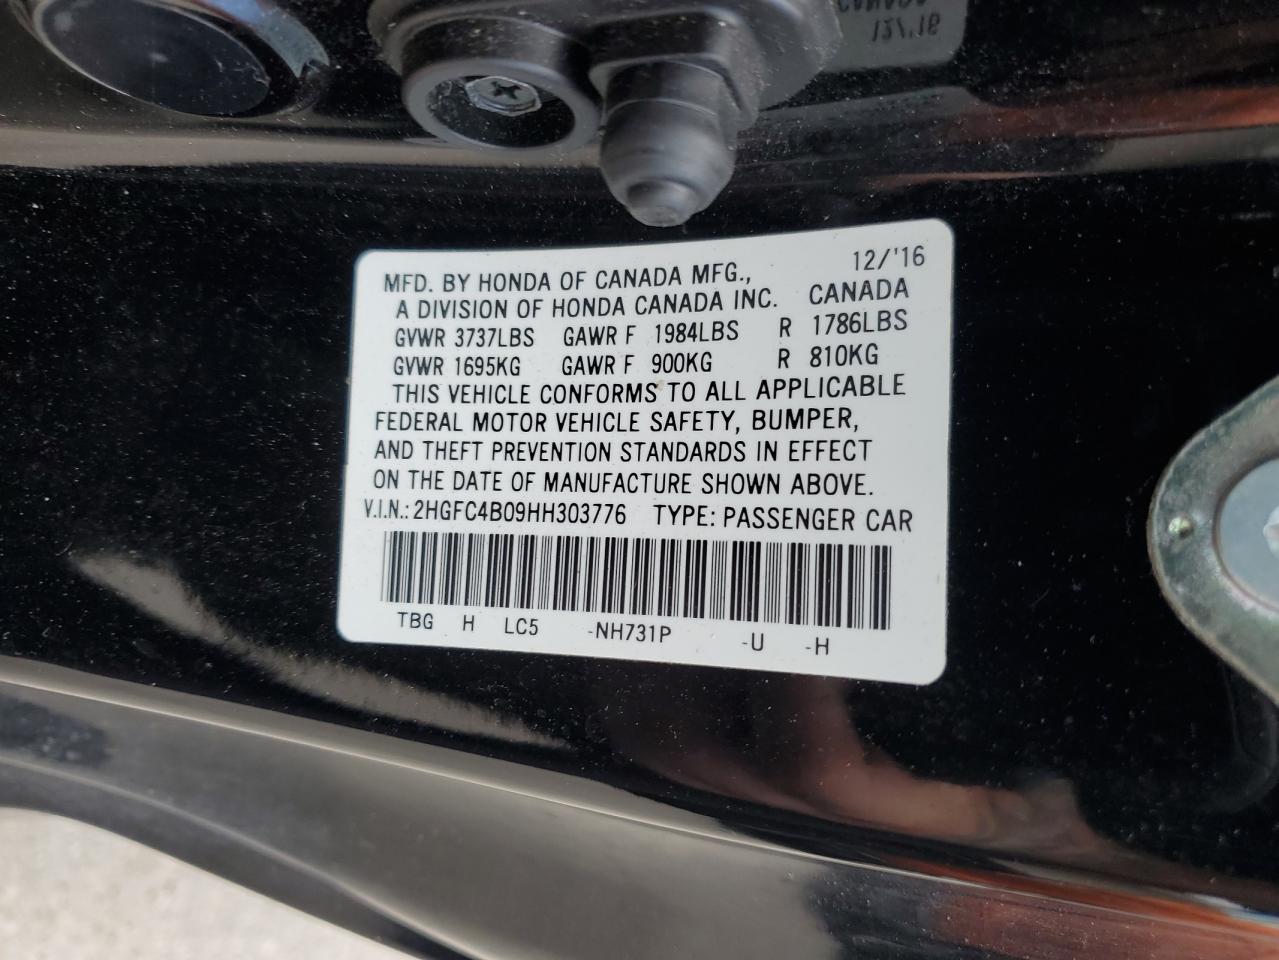 12/'16
MFD. BY HONDA OF CANADA MFG.,
A DIVISION OF HONDA CANADA INC. CANADA
GVWR 3737LBS GAWR F 1984LBS R 1786LBS
GVWR 1695KG GAWR F 900KG R 810KG
THIS VEHICLE CONFORMS TO ALL APPLICABLE
FEDERAL MOTOR VEHICLE SAFETY, BUMPER,
AND THEFT PREVENTION STANDARDS IN EFFECT
ON THE DATE OF MANUFACTURE SHOWN ABOVE.
V.I.N.: 2HGFC4B09HH303776 TYPE: PASSENGER CAR
TBG H LC5 -NH731P -U -H